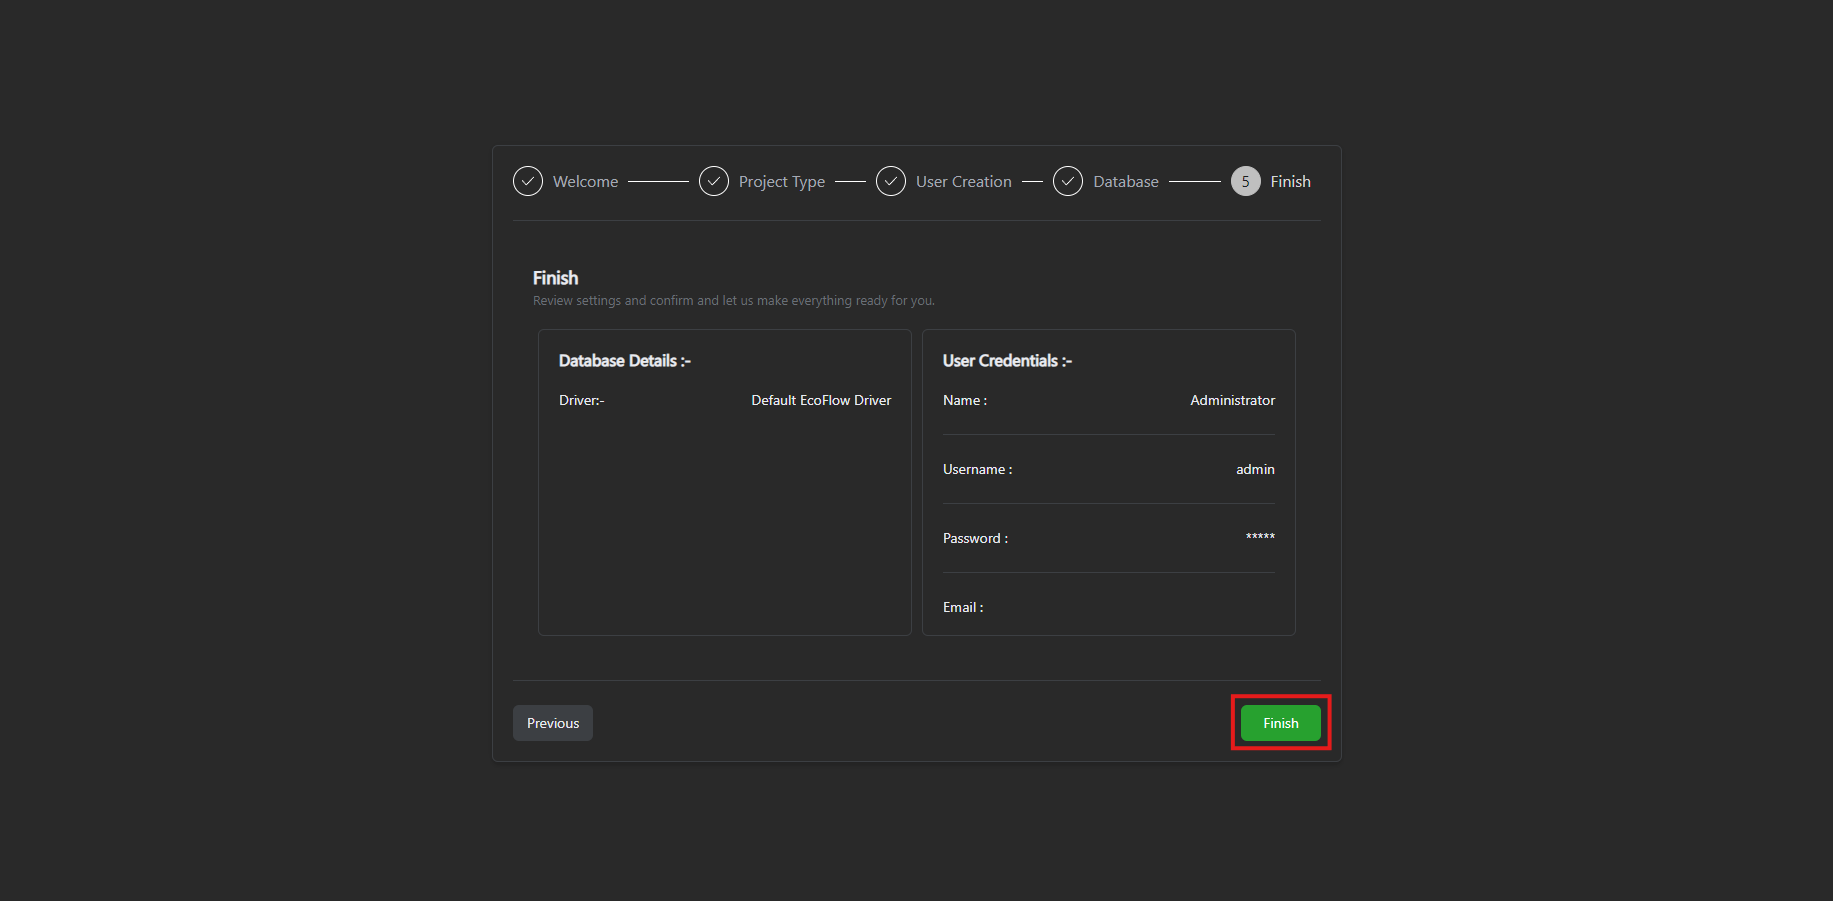 Welcome Project Type User Creation Database 5 Finish
Finish
Review settings and confirm and let us make everything ready for you.
Database Details :-
Driver:- Default EcoFlow Driver
User Credentials :-
Name : Administrator
Username : admin
Password : *****
Email :
Previous Finish